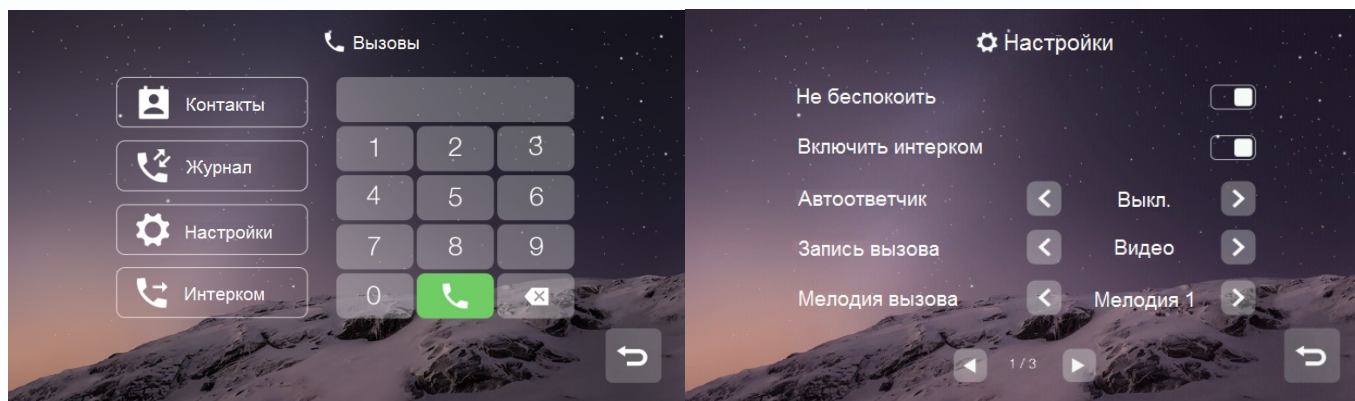 Вызовы
Контакты
Журнал
Настройки
Интерком
1 2 3
4 5 6
7 8 9
0
Настройки
Не беспокоить
Включить интерком
Автоответчик Выкл.
Запись вызова Видео
Мелодия вызова Мелодия 1
1/3